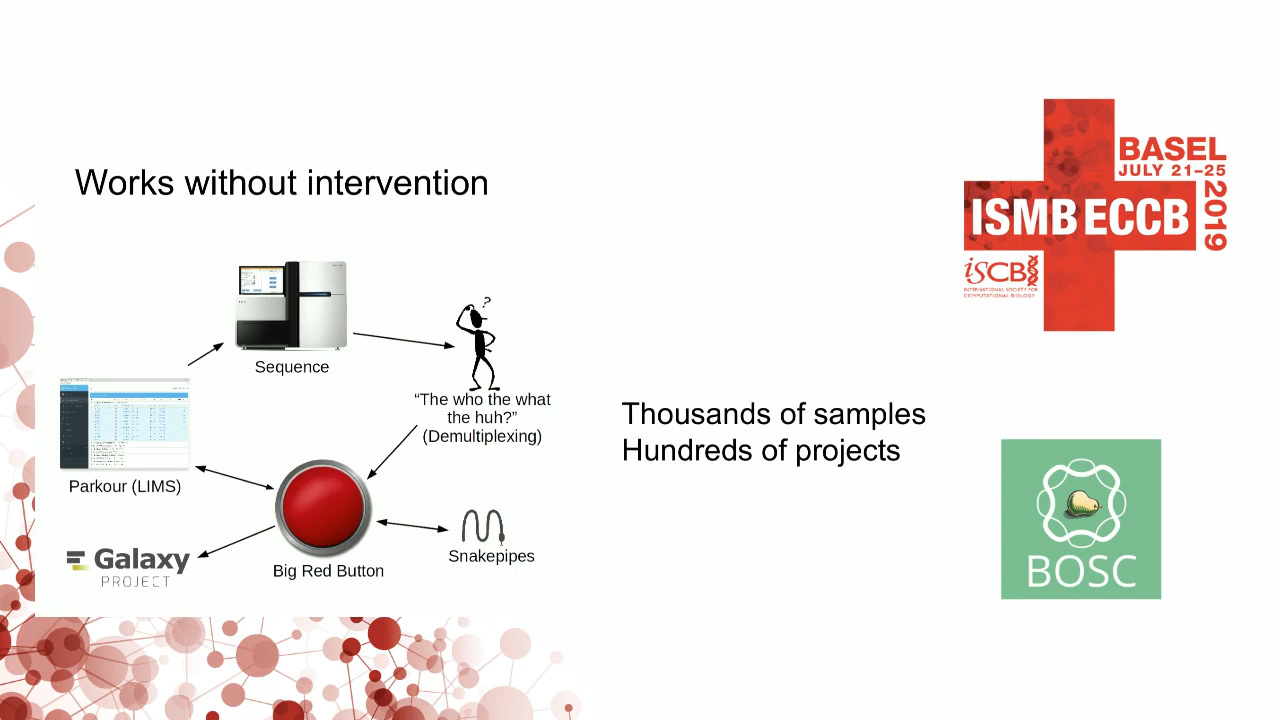 Works without intervention
Sequence
“The who the what
the huh?”
(Demultiplexing)
Parkour (LIMS)
Big Red Button
Snakepipes
Galaxy
PROJECT
Thousands of samples
Hundreds of projects
BASEL
JULY 21–25
2019
ISMB ECCB
iSCB
INTERNATIONAL SOCIETY FOR
COMPUTATIONAL BIOLOGY
BOSC
?